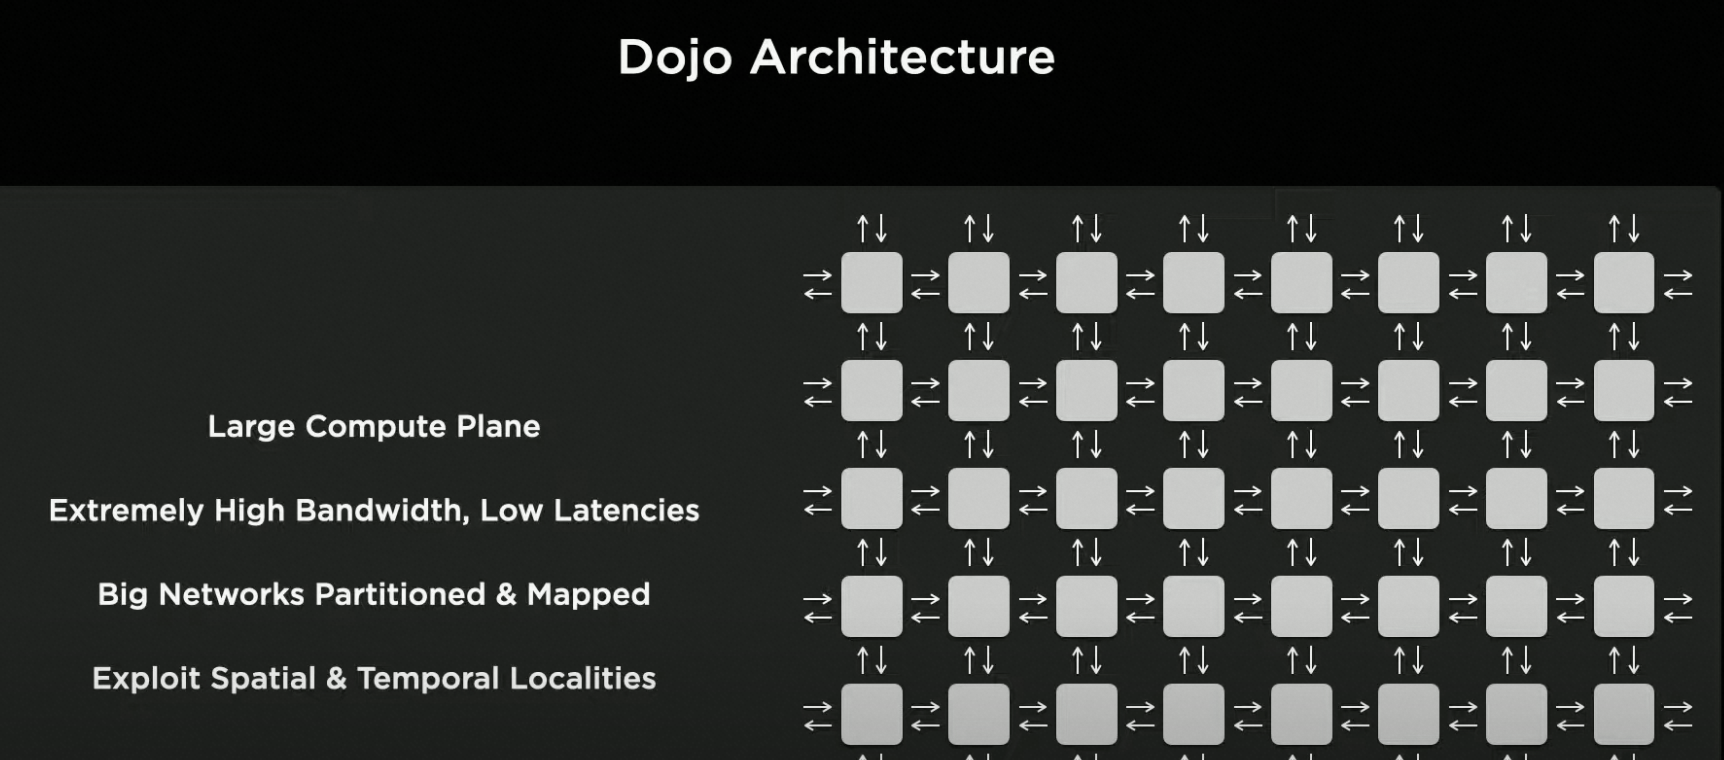 Dojo Architecture
Large Compute Plane
Extremely High Bandwidth, Low Latencies
Big Networks Partitioned & Mapped
Exploit Spatial & Temporal Localities